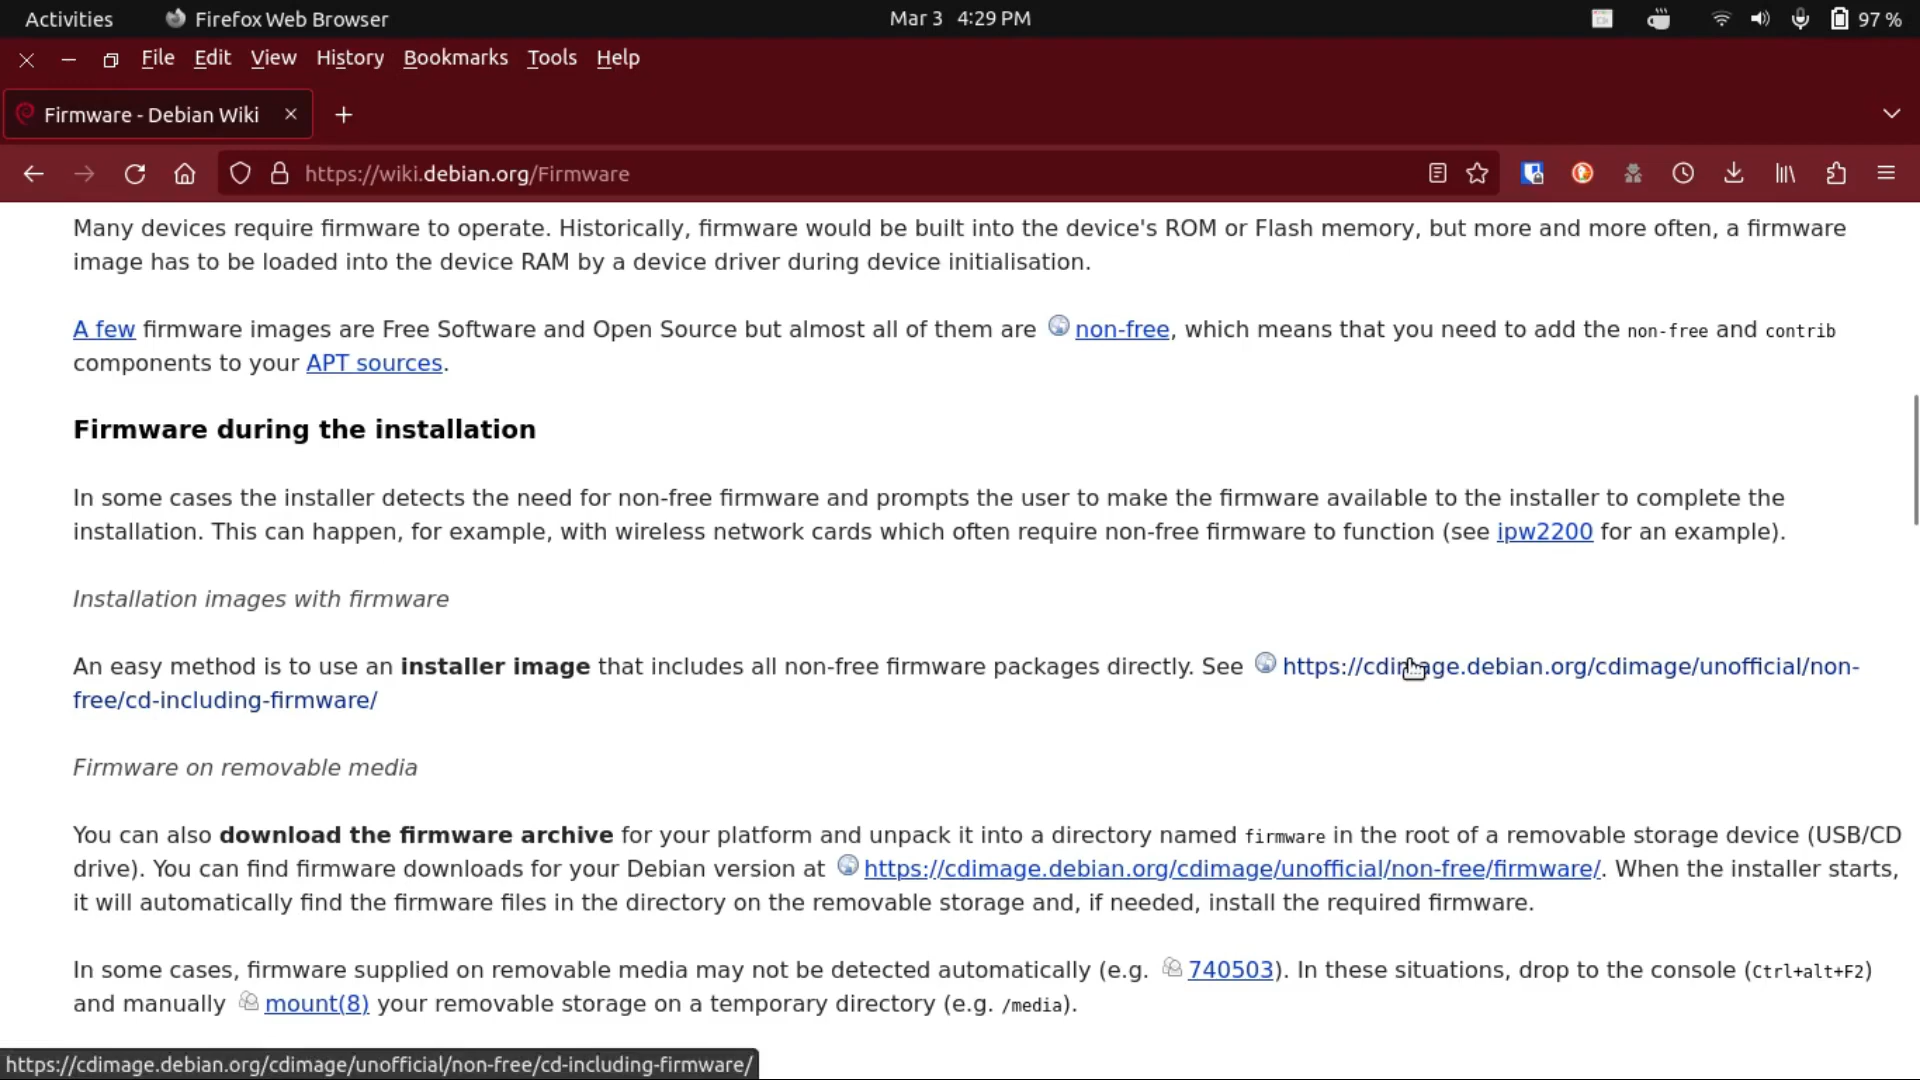 Activities Firefox Web Browser Mar 3 4:29 PM 97 %
File Edit View History Bookmarks Tools Help
Firefox - Debian Wiki
https://wiki.debian.org/Firmware
Many devices require firmware to operate. Historically, firmware would be built into the device's ROM or Flash memory, but more and more often, a firmware
image has to be loaded into the device RAM by a device driver during device initialisation.
A few firmware images are Free Software and Open Source but almost all of them are non-free, which means that you need to add the non-free and contrib
components to your APT sources.
Firmware during the installation
In some cases the installer detects the need for non-free firmware and prompts the user to make the firmware available to the installer to complete the
installation. This can happen, for example, with wireless network cards which often require non-free firmware to function (see ipw2200 for an example).
Installation images with firmware
An easy method is to use an installer image that includes all non-free firmware packages directly. See https://cdimage.debian.org/cdimage/unofficial/non-
free/cd-including-firmware/
Firmware on removable media
You can also download the firmware archive for your platform and unpack it into a directory named firmware in the root of a removable storage device (USB/CD
drive). You can find firmware downloads for your Debian version at https://cdimage.debian.org/cdimage/unofficial/non-free/firmware/. When the installer starts,
it will automatically find the firmware files in the directory on the removable storage and, if needed, install the required firmware.
In some cases, firmware supplied on removable media may not be detected automatically (e.g. 740503). In these situations, drop to the console (Ctrl+alt+F2)
and manually mount(8) your removable storage on a temporary directory (e.g. /media).
https://cdimage.debian.org/cdimage/unofficial/non-free/cd-including-firmware/